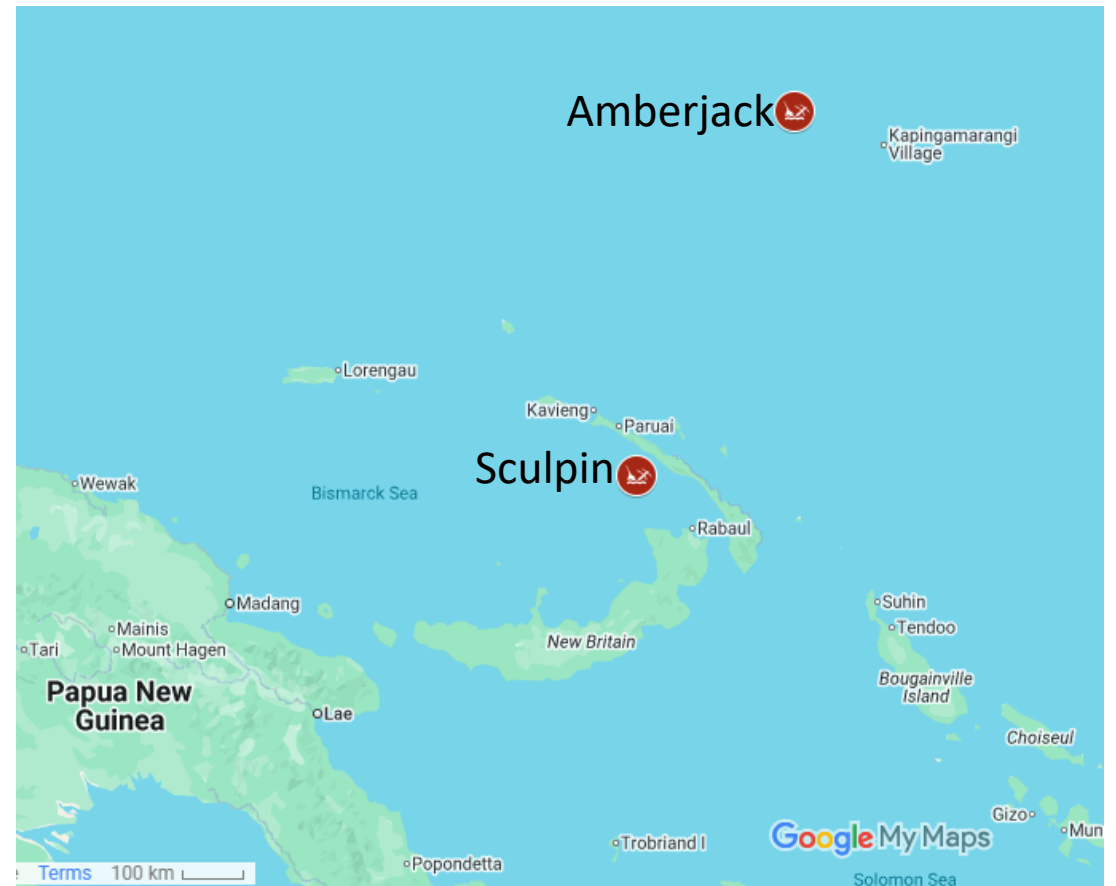 Amberjack
Kapingamarangi
Village
Lorengau
Kavieng
Paruai
Sculpin
Wewak
Bismarck Sea
Rabaul
Madang
Suhin
Mainis
Tendoo
Tari
Mount Hagen
New Britain
Bougainville
Island
Papua New
Guinea
Lae
Choiseul
Gizo
Mun
Trobriand I
Google My Maps
Popondetta
Terms 100 km
Solomon Sea